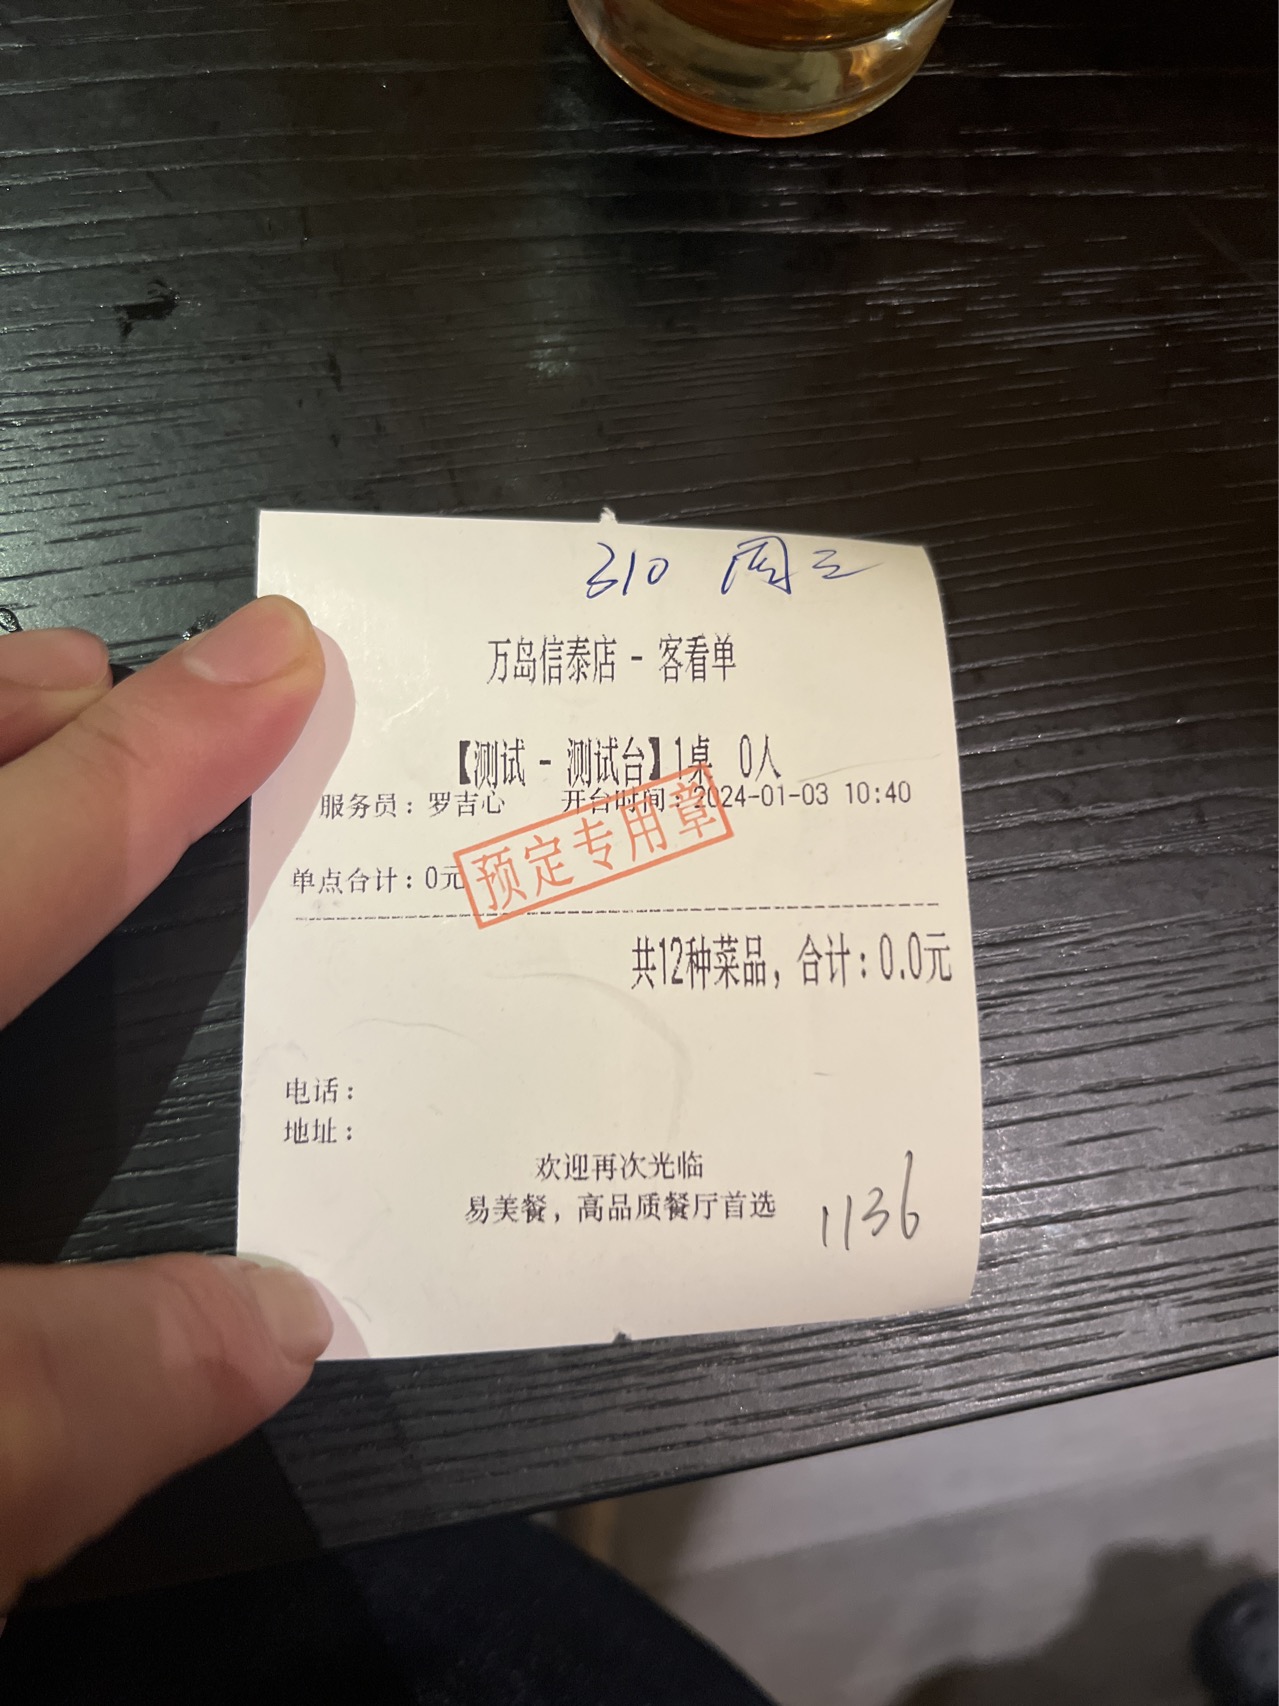 310 周三
万岛信泰店 - 客看单
【测试 - 测试台】1桌 0人
服务员：罗吉心 开台时间：2024-01-03 10:40
预定专用章
单点合计：0元
共12种菜品，合计：0.0元
电话：
地址：
欢迎再次光临
易美餐，高品质餐厅首选
1136